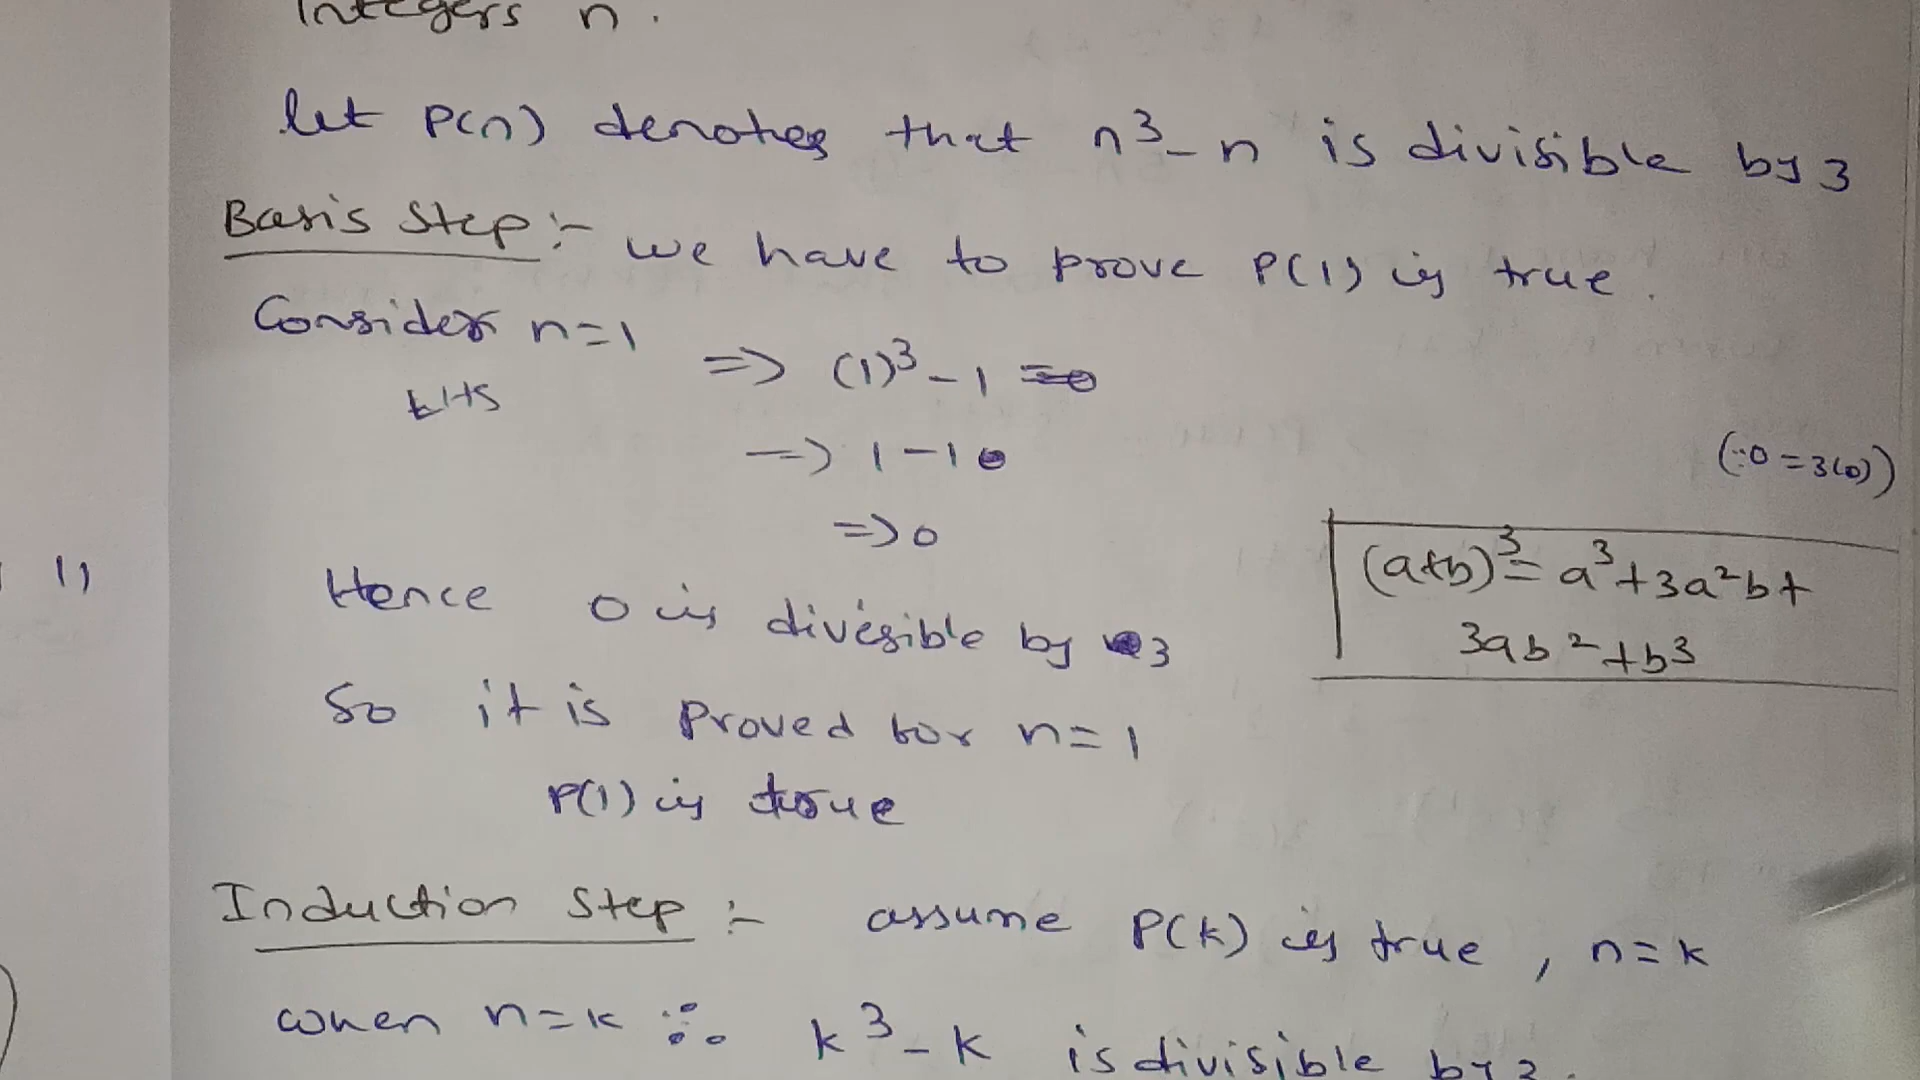 Integers n.
let P(n) denotes that n³-n is divisible by 3
Basis Step :- we have to prove P(1) is true.
Consider n=1 => (1)³-1
LHS
=> 1-1
(∵0=3(0))
=> 0
(a+b)³ = a³+3a²b+
3ab²+b³
1)
Hence 0 is divesible by 3
So it is Proved for n=1
P(1) is true
Induction Step :- assume P(k) is true, n=k
when n=k ∴ k³-k is divisible by 3.